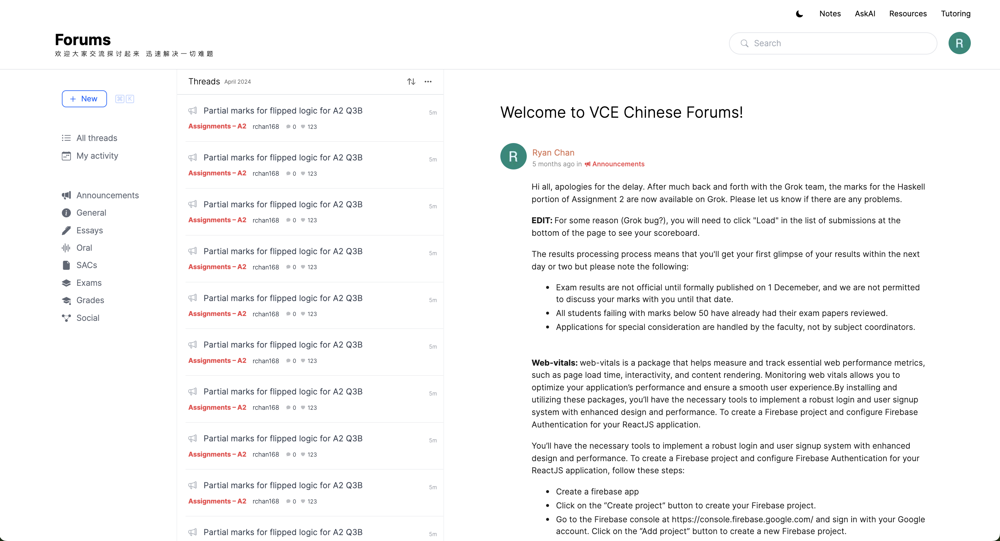 Notes AskAI Resources Tutoring
Forums
欢迎大家交流探讨起来 迅速解决一切难题
Search
R
+ New ⌘ K
All threads
My activity
Announcements
General
Essays
Oral
SACs
Exams
Grades
Social
Threads April 2024
Partial marks for flipped logic for A2 Q3B 5m
Assignments – A2 rchan168 0 123
Partial marks for flipped logic for A2 Q3B 5m
Assignments – A2 rchan168 0 123
Partial marks for flipped logic for A2 Q3B 5m
Assignments – A2 rchan168 0 123
Partial marks for flipped logic for A2 Q3B 5m
Assignments – A2 rchan168 0 123
Partial marks for flipped logic for A2 Q3B 5m
Assignments – A2 rchan168 0 123
Partial marks for flipped logic for A2 Q3B 5m
Assignments – A2 rchan168 0 123
Partial marks for flipped logic for A2 Q3B 5m
Assignments – A2 rchan168 0 123
Partial marks for flipped logic for A2 Q3B 5m
Assignments – A2 rchan168 0 123
Partial marks for flipped logic for A2 Q3B 5m
Assignments – A2 rchan168 0 123
Partial marks for flipped logic for A2 Q3B 5m
Welcome to VCE Chinese Forums!
R
Ryan Chan
5 months ago in Announcements
Hi all, apologies for the delay. After much back and forth with the Grok team, the marks for the Haskell
portion of Assignment 2 are now available on Grok. Please let us know if there are any problems.
EDIT: For some reason (Grok bug?), you will need to click "Load" in the list of submissions at the
bottom of the page to see your scoreboard.
The results processing process means that you'll get your first glimpse of your results within the next
day or two but please note the following:
• Exam results are not official until formally published on 1 Decemeber, and we are not permitted
to discuss your marks with you until that date.
• All students failing with marks below 50 have already had their exam papers reviewed.
• Applications for special consideration are handled by the faculty, not by subject coordinators.
Web-vitals: web-vitals is a package that helps measure and track essential web performance metrics,
such as page load time, interactivity, and content rendering. Monitoring web vitals allows you to
optimize your application’s performance and ensure a smooth user experience.By installing and
utilizing these packages, you’ll have the necessary tools to implement a robust login and user signup
system with enhanced design and performance. To create a Firebase project and configure Firebase
Authentication for your ReactJS application.
You’ll have the necessary tools to implement a robust login and user signup system with enhanced
design and performance. To create a Firebase project and configure Firebase Authentication for your
ReactJS application, follow these steps:
• Create a firebase app
• Click on the “Create project” button to create your Firebase project.
• Go to the Firebase console at https://console.firebase.google.com/ and sign in with your Google
account. Click on the “Add project” button to create a new Firebase project.